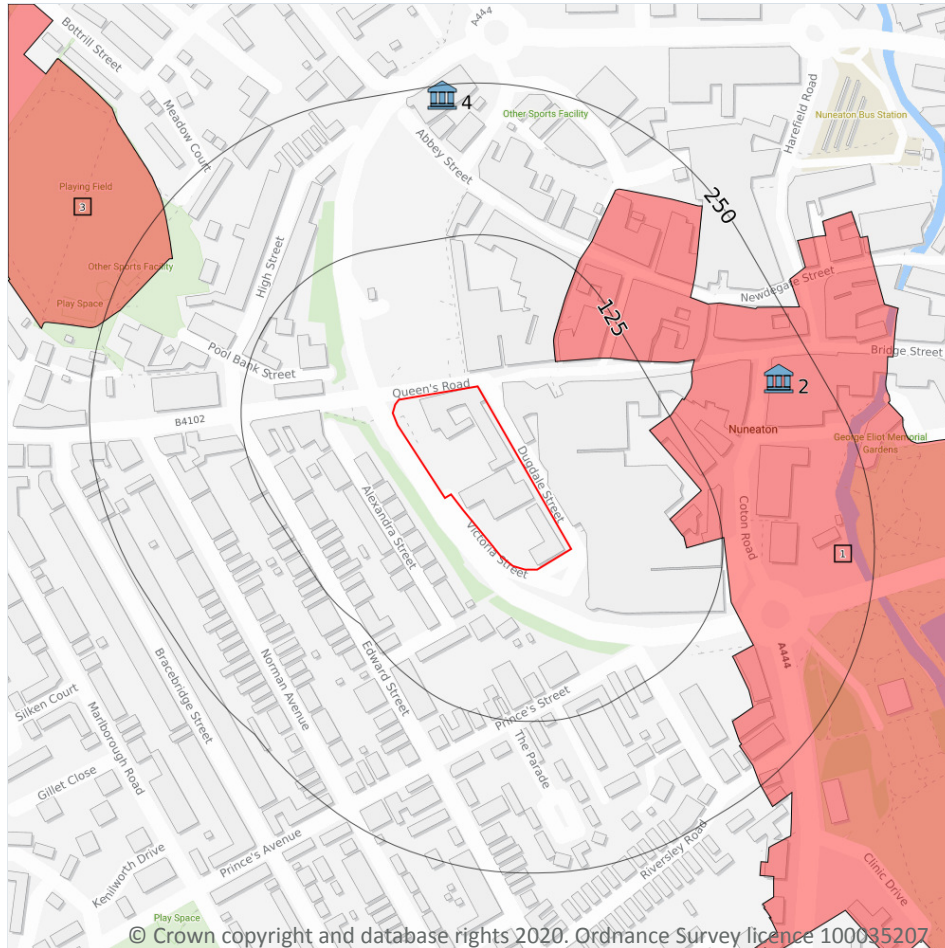 A444
Bottrill Street
Meadow Court
4
Abbey Street
Other Sports Facility
Harefield Road
Nuneaton Bus Station
Playing Field
3
250
High Street
Other Sports Facility
Play Space
Newdegate Street
125
Pool Bank Street
Bridge Street
Queen's Road
2
B4102
Nuneaton
George Eliot Memorial
Gardens
Dugdale Street
Alexandra Street
Victoria Street
Coton Road
1
A444
Norman Avenue
Edward Street
Bracebridge Street
Silken Court
Marlborough Road
Prince's Street
The Parade
Gillet Close
Riversley Road
Prince's Avenue
Kenilworth Drive
Clinic Drive
Play Space
© Crown copyright and database rights 2020. Ordnance Survey licence 100035207.